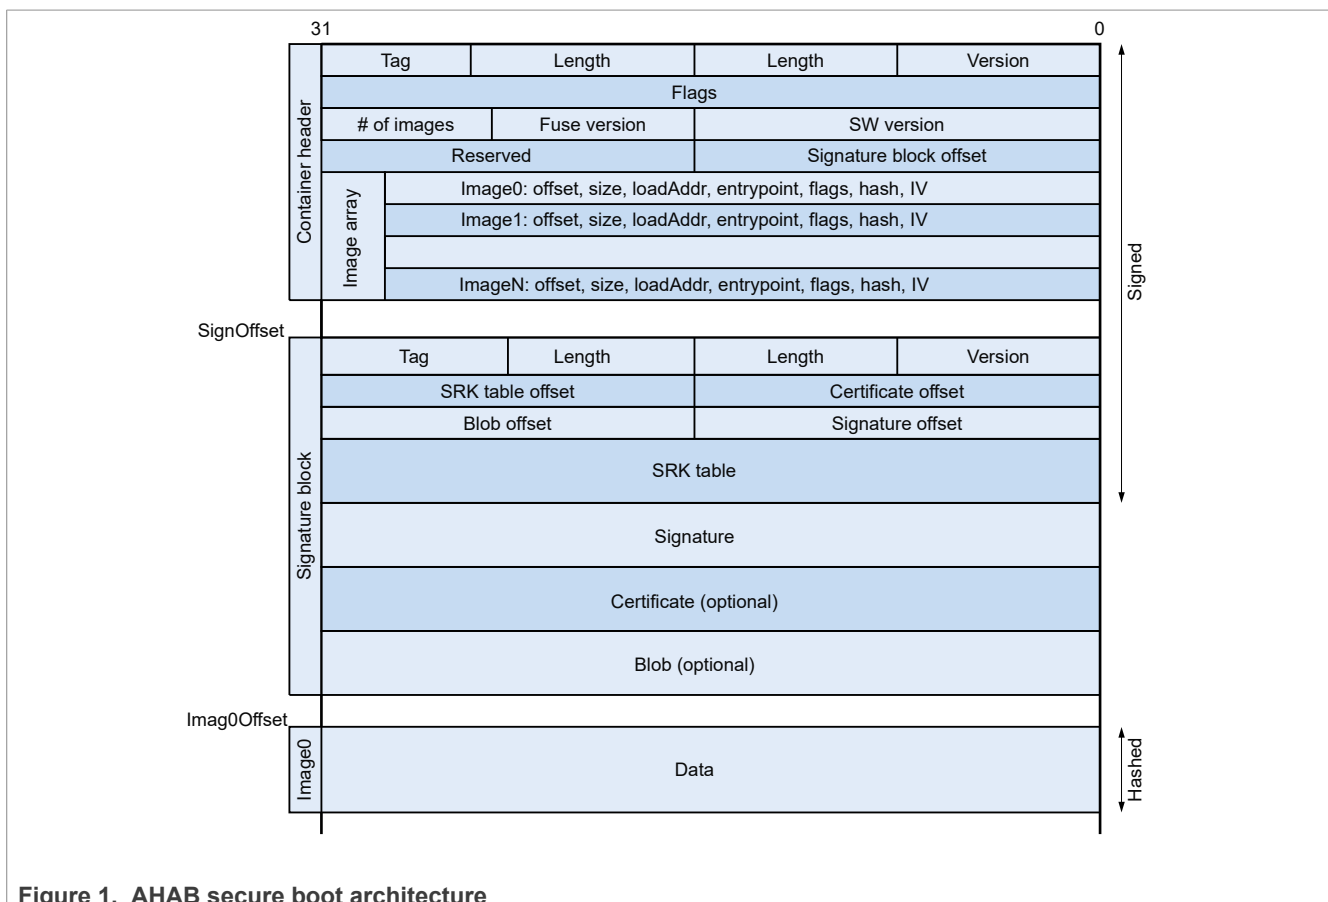 31 0
Tag Length Length Version
Flags
# of images Fuse version SW version
Reserved Signature block offset
Container header
Image array
Image0: offset, size, loadAddr, entrypoint, flags, hash, IV
Image1: offset, size, loadAddr, entrypoint, flags, hash, IV
ImageN: offset, size, loadAddr, entrypoint, flags, hash, IV
Signed
SignOffset
Tag Length Length Version
SRK table offset Certificate offset
Blob offset Signature offset
Signature block
SRK table
Signature
Certificate (optional)
Blob (optional)
Imag0Offset
Image0
Data
Hashed
Figure 1. AHAB secure boot architecture